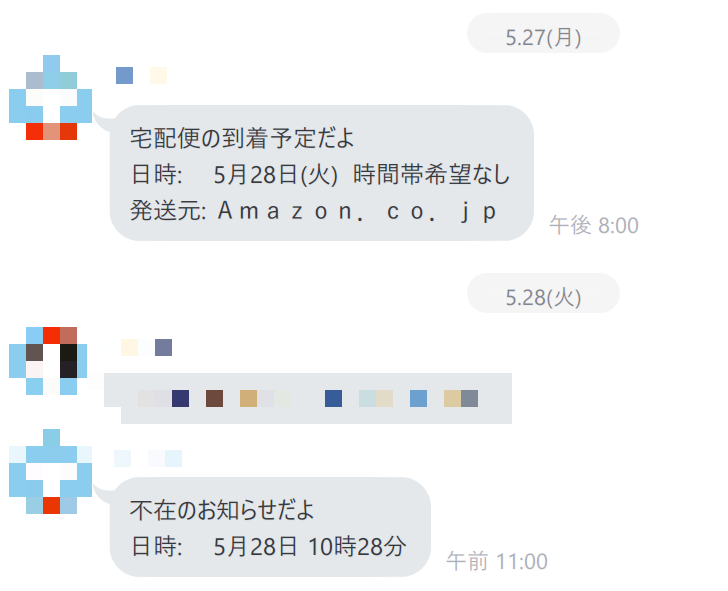 5.27(月)
宅配便の到着予定だよ
日時: 5月28日(火) 時間帯希望なし
発送元: Ａｍａｚｏｎ．ｃｏ．ｊｐ
午後 8:00
5.28(火)
不在のお知らせだよ
日時: 5月28日 10時28分
午前 11:00